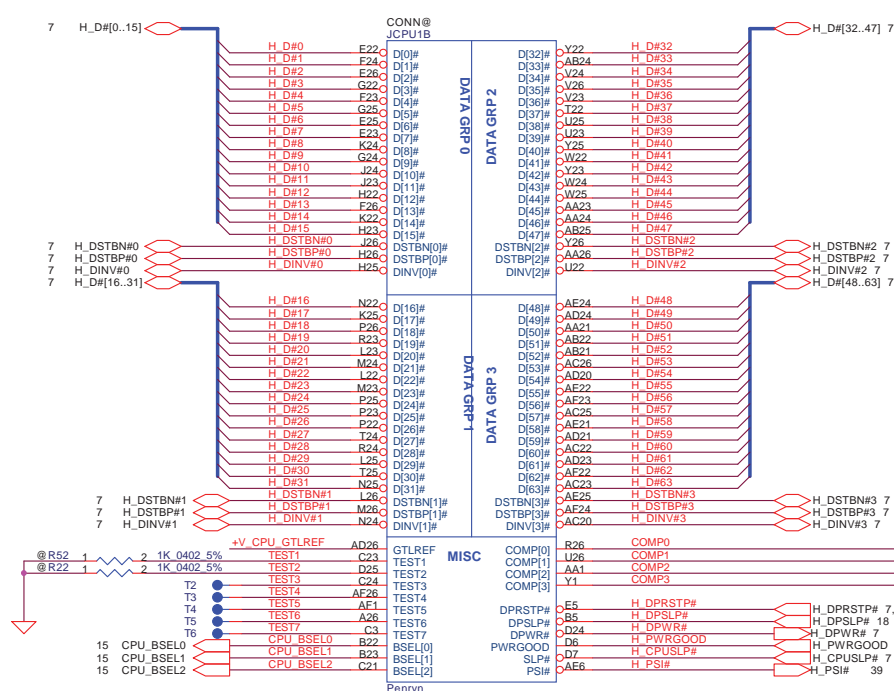 CONN@
JCPU1B
7 H_D#[0..15] H_D#[32..47] 7
H_D#0 E22 D[0]# D[32]# Y22 H_D#32
H_D#1 F24 D[1]# D[33]# AB24 H_D#33
H_D#2 E26 D[2]# D[34]# V24 H_D#34
H_D#3 G22 D[3]# D[35]# V26 H_D#35
H_D#4 F23 D[4]# D[36]# V23 H_D#36
H_D#5 G25 D[5]# D[37]# T22 H_D#37
H_D#6 E25 D[6]# D[38]# U25 H_D#38
H_D#7 E23 D[7]# D[39]# U23 H_D#39
H_D#8 K24 D[8]# D[40]# Y25 H_D#40
H_D#9 G24 D[9]# D[41]# W22 H_D#41
H_D#10 J24 D[10]# D[42]# Y23 H_D#42
H_D#11 J23 D[11]# D[43]# W24 H_D#43
H_D#12 H22 D[12]# D[44]# W25 H_D#44
H_D#13 F26 D[13]# D[45]# AA23 H_D#45
H_D#14 K22 D[14]# D[46]# AA24 H_D#46
H_D#15 H23 D[15]# D[47]# AB25 H_D#47
DATA GRP 0
DATA GRP 2
7 H_DSTBN#0 H_DSTBN#0 J26 DSTBN[0]# DSTBN[2]# Y26 H_DSTBN#2 H_DSTBN#2 7
7 H_DSTBP#0 H_DSTBP#0 H26 DSTBP[0]# DSTBP[2]# AA26 H_DSTBP#2 H_DSTBP#2 7
7 H_DINV#0 H_DINV#0 H25 DINV[0]# DINV[2]# U22 H_DINV#2 H_DINV#2 7
7 H_D#[16..31] H_D#[48..63] 7
H_D#16 N22 D[16]# D[48]# AE24 H_D#48
H_D#17 K25 D[17]# D[49]# AD24 H_D#49
H_D#18 P26 D[18]# D[50]# AA21 H_D#50
H_D#19 R23 D[19]# D[51]# AB22 H_D#51
H_D#20 L23 D[20]# D[52]# AB21 H_D#52
H_D#21 M24 D[21]# D[53]# AC26 H_D#53
H_D#22 L22 D[22]# D[54]# AD20 H_D#54
H_D#23 M23 D[23]# D[55]# AE22 H_D#55
H_D#24 P25 D[24]# D[56]# AF23 H_D#56
H_D#25 P23 D[25]# D[57]# AC25 H_D#57
H_D#26 P22 D[26]# D[58]# AE21 H_D#58
H_D#27 T24 D[27]# D[59]# AD21 H_D#59
H_D#28 R24 D[28]# D[60]# AC22 H_D#60
H_D#29 L25 D[29]# D[61]# AD23 H_D#61
H_D#30 T25 D[30]# D[62]# AF22 H_D#62
H_D#31 N25 D[31]# D[63]# AC23 H_D#63
DATA GRP 1
DATA GRP 3
7 H_DSTBN#1 H_DSTBN#1 L26 DSTBN[1]# DSTBN[3]# AE25 H_DSTBN#3 H_DSTBN#3 7
7 H_DSTBP#1 H_DSTBP#1 M26 DSTBP[1]# DSTBP[3]# AF24 H_DSTBP#3 H_DSTBP#3 7
7 H_DINV#1 H_DINV#1 N24 DINV[1]# DINV[3]# AC20 H_DINV#3 H_DINV#3 7
MISC
+V_CPU_GTLREF AD26 GTLREF COMP[0] R26 COMP0
@R52 1 2 1K_0402_5% TEST1 C23 TEST1 COMP[1] U26 COMP1
@R22 1 2 1K_0402_5% TEST2 D25 TEST2 COMP[2] AA1 COMP2
T2 TEST3 C24 TEST3 COMP[3] Y1 COMP3
T3 TEST4 AF26 TEST4
T4 TEST5 AF1 TEST5 DPRSTP# E5 H_DPRSTP# H_DPRSTP# 7,
T5 TEST6 A26 TEST6 DPSLP# B5 H_DPSLP# H_DPSLP# 18
T6 TEST7 C3 TEST7 DPWR# D24 H_DPWR# H_DPWR# 7
15 CPU_BSEL0 CPU_BSEL0 B22 BSEL[0] PWRGOOD D6 H_PWRGOOD H_PWRGOOD
15 CPU_BSEL1 CPU_BSEL1 B23 BSEL[1] SLP# D7 H_CPUSLP# H_CPUSLP# 7
15 CPU_BSEL2 CPU_BSEL2 C21 BSEL[2] PSI# AE6 H_PSI# H_PSI# 39
Penryn